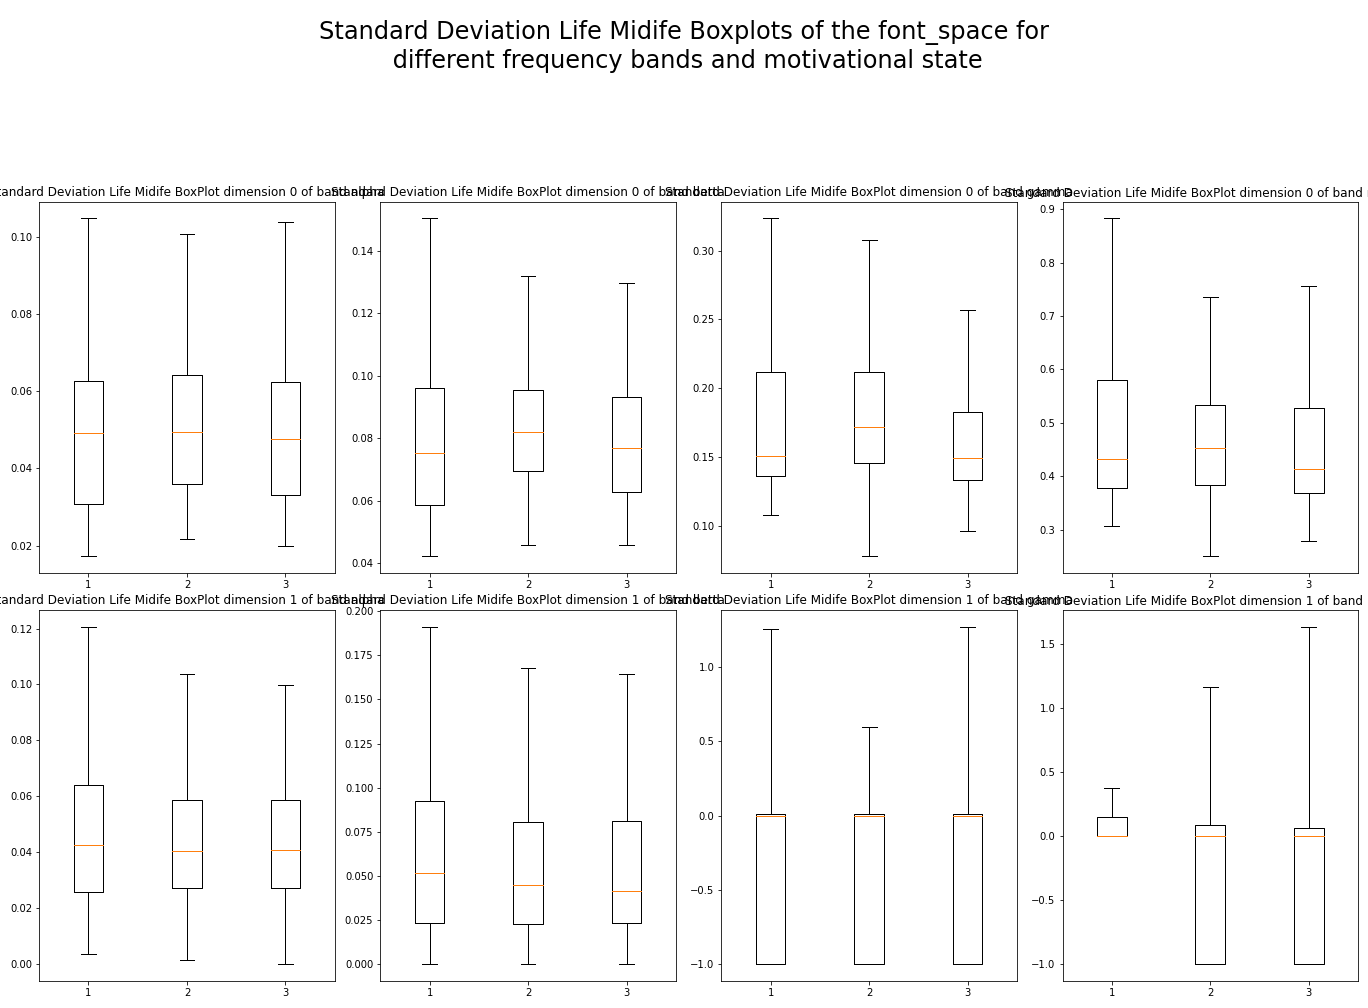 Standard Deviation Life Midife Boxplots of the font_space for
different frequency bands and motivational state
tandard Deviation Life Midife BoxPlot dimension 0 of band alpha
Standard Deviation Life Midife BoxPlot dimension 0 of band beta
Standard Deviation Life Midife BoxPlot dimension 0 of band gamma
Standard Deviation Life Midife BoxPlot dimension 0 of band
0.10
0.08
0.06
0.04
0.02
1 2 3
0.14
0.12
0.10
0.08
0.06
0.04
1 2 3
0.30
0.25
0.20
0.15
0.10
1 2 3
0.9
0.8
0.7
0.6
0.5
0.4
0.3
1 2 3
tandard Deviation Life Midife BoxPlot dimension 1 of band alpha
Standard Deviation Life Midife BoxPlot dimension 1 of band beta
Standard Deviation Life Midife BoxPlot dimension 1 of band gamma
Standard Deviation Life Midife BoxPlot dimension 1 of band
0.12
0.10
0.08
0.06
0.04
0.02
0.00
1 2 3
0.200
0.175
0.150
0.125
0.100
0.075
0.050
0.025
0.000
1 2 3
1.0
0.5
0.0
−0.5
−1.0
1 2 3
1.5
1.0
0.5
0.0
−0.5
−1.0
1 2 3